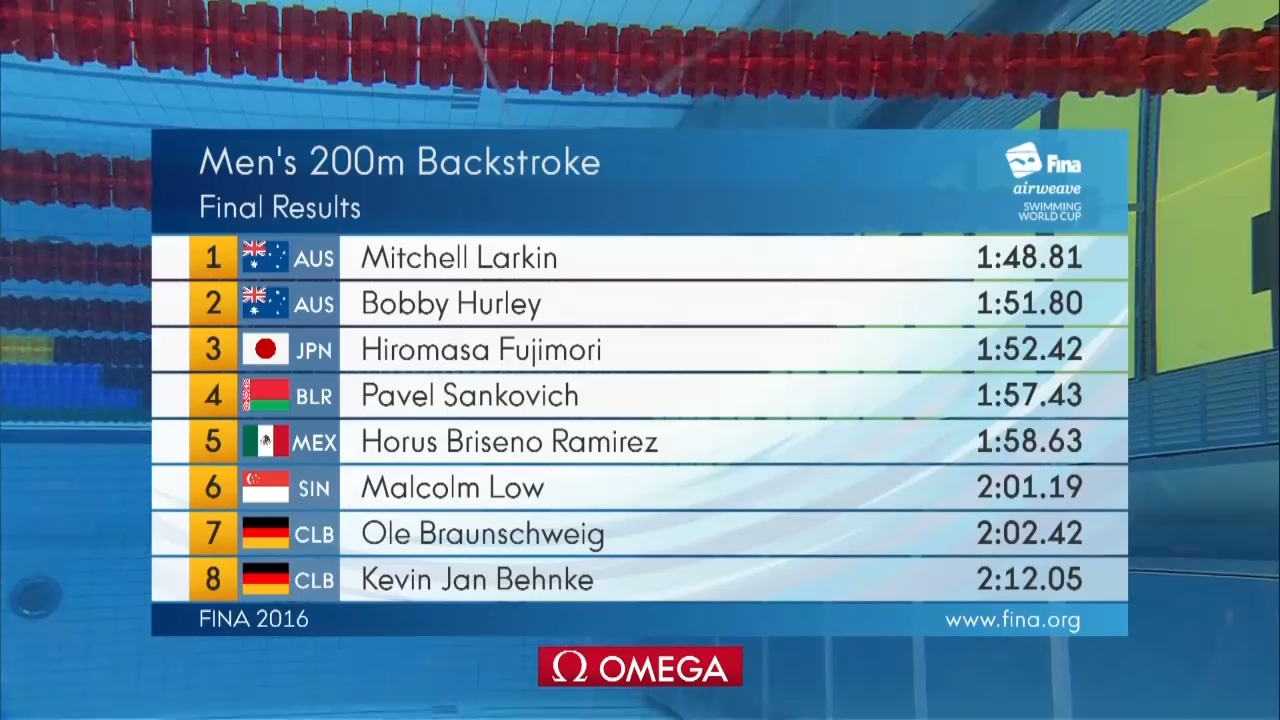 Men's 200m Backstroke
Final Results
Fina
airweave
SWIMMING
WORLD CUP
1 AUS Mitchell Larkin 1:48.81
2 AUS Bobby Hurley 1:51.80
3 JPN Hiromasa Fujimori 1:52.42
4 BLR Pavel Sankovich 1:57.43
5 MEX Horus Briseno Ramirez 1:58.63
6 SIN Malcolm Low 2:01.19
7 CLB Ole Braunschweig 2:02.42
8 CLB Kevin Jan Behnke 2:12.05
FINA 2016 www.fina.org
Ω OMEGA